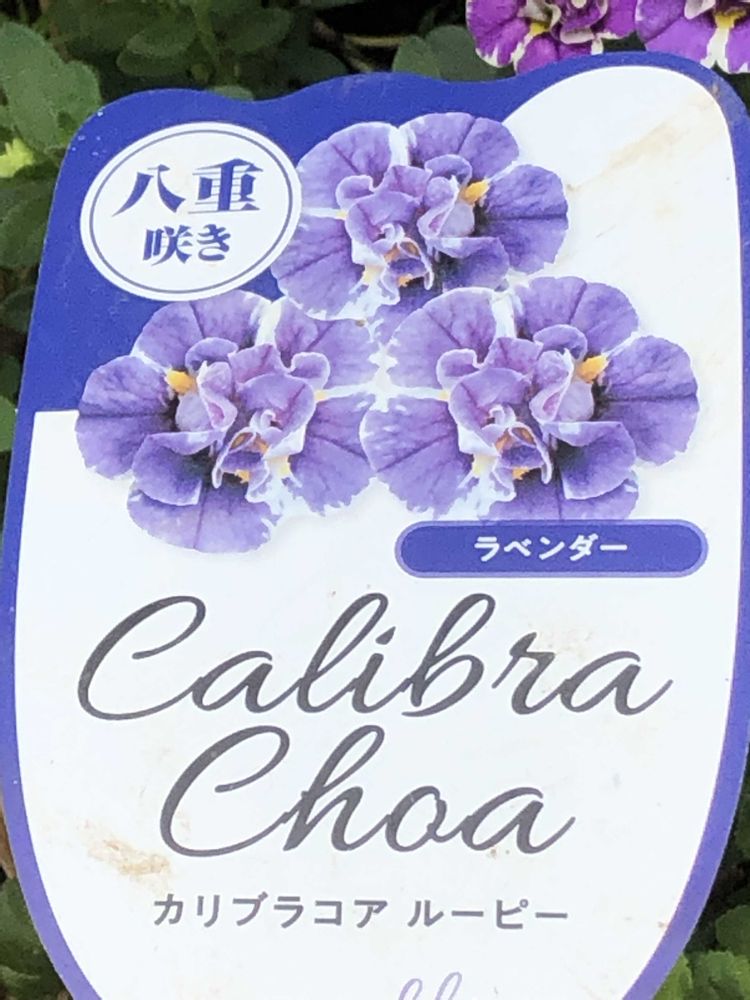 八重
咲き
ラベンダー
Calibra
Choa
カリブラコア ルーピー